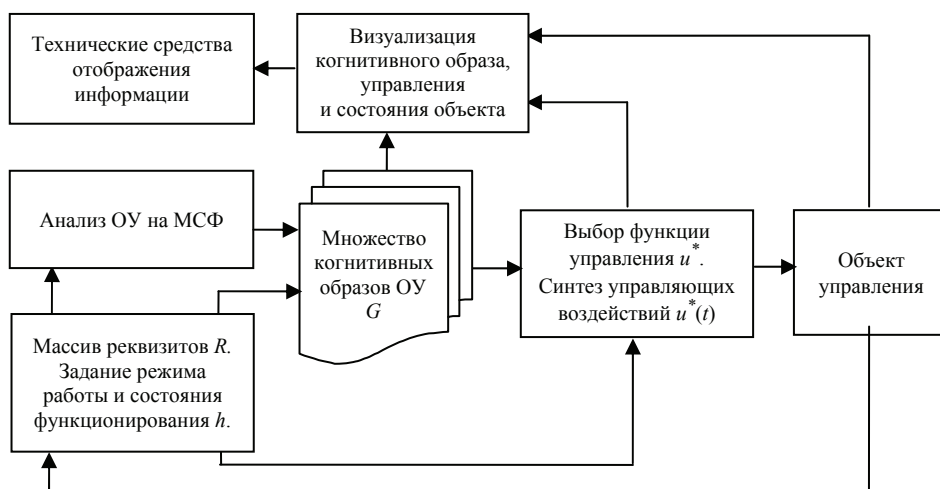 Технические средства
отображения
информации
Визуализация
когнитивного образа,
управления
и состояния объекта
Анализ ОУ на МСФ
Множество
когнитивных
образов ОУ
G
Выбор функции
управления u*.
Синтез управляющих
воздействий u*(t)
Объект
управления
Массив реквизитов R.
Задание режима
работы и состояния
функционирования h.